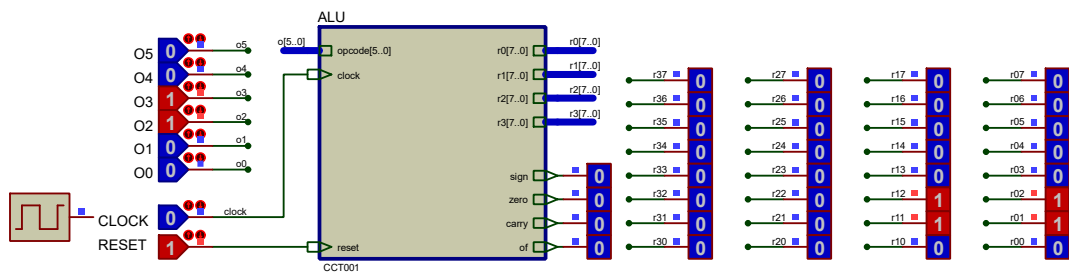 ALU
O5 0 o5
O4 0 o4
O3 1 o3
O2 1 o2
O1 0 o1
O0 0 o0
CLOCK 0 clock
RESET 1
o[5..0]
opcode[5..0]
clock
reset
r0[7..0] r0[7..0]
r1[7..0] r1[7..0]
r2[7..0] r2[7..0]
r3[7..0] r3[7..0]
sign 0
zero 0
carry 0
of 0
CCT001
r37 0 r27 0 r17 0 r07 0
r36 0 r26 0 r16 0 r06 0
r35 0 r25 0 r15 0 r05 0
r34 0 r24 0 r14 0 r04 0
r33 0 r23 0 r13 0 r03 0
r32 0 r22 0 r12 1 r02 1
r31 0 r21 0 r11 1 r01 1
r30 0 r20 0 r10 0 r00 0